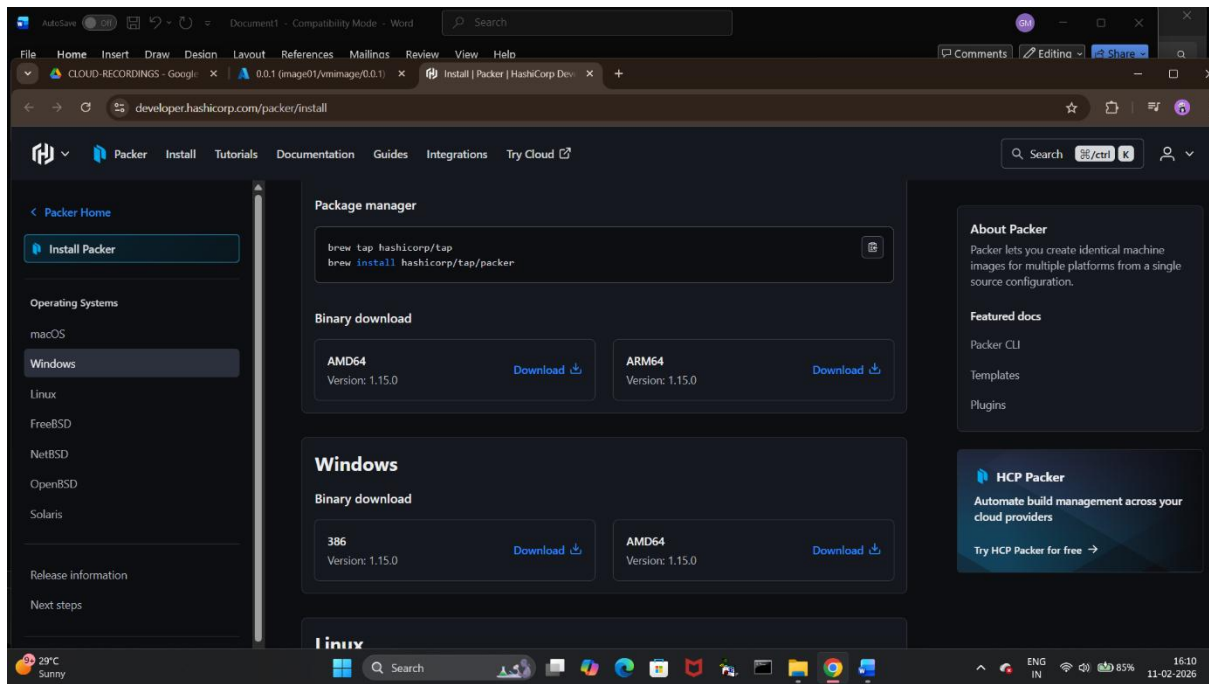 AutoSave Off Document1 - Compatibility Mode - Word Search GM
File Home Insert Draw Design Layout References Mailings Review View Help Comments Editing Share
CLOUD-RECORDINGS - Google 0.0.1 (image01/vmimage/0.0.1) Install | Packer | HashiCorp Dev
developer.hashicorp.com/packer/install
Packer Install Tutorials Documentation Guides Integrations Try Cloud Search ⌘/ctrl K
Packer Home
Install Packer
Operating Systems
macOS
Windows
Linux
FreeBSD
NetBSD
OpenBSD
Solaris
Release information
Next steps
Package manager
brew tap hashicorp/tap
brew install hashicorp/tap/packer
Binary download
AMD64
Version: 1.15.0
Download
ARM64
Version: 1.15.0
Download
Windows
Binary download
386
Version: 1.15.0
Download
AMD64
Version: 1.15.0
Download
Linux
About Packer
Packer lets you create identical machine
images for multiple platforms from a single
source configuration.
Featured docs
Packer CLI
Templates
Plugins
HCP Packer
Automate build management across your
cloud providers
Try HCP Packer for free →
29°C
Sunny
Search
ENG
IN
85%
16:10
11-02-2026